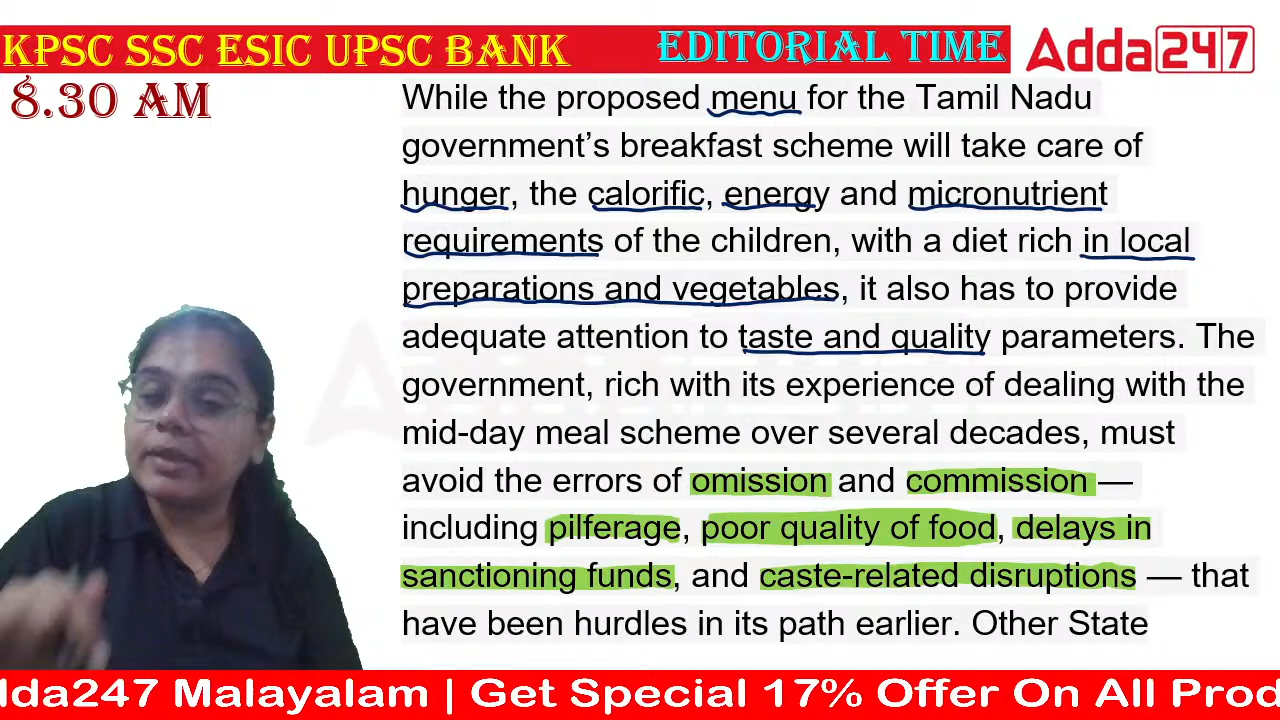 KPSC SSC ESIC UPSC BANK
EDITORIAL TIME
Adda247
8.30 AM
While the proposed menu for the Tamil Nadu
government’s breakfast scheme will take care of
hunger, the calorific, energy and micronutrient
requirements of the children, with a diet rich in local
preparations and vegetables, it also has to provide
adequate attention to taste and quality parameters. The
government, rich with its experience of dealing with the
mid-day meal scheme over several decades, must
avoid the errors of omission and commission —
including pilferage, poor quality of food, delays in
sanctioning funds, and caste-related disruptions — that
have been hurdles in its path earlier. Other State
dda247 Malayalam | Get Special 17% Offer On All Prod